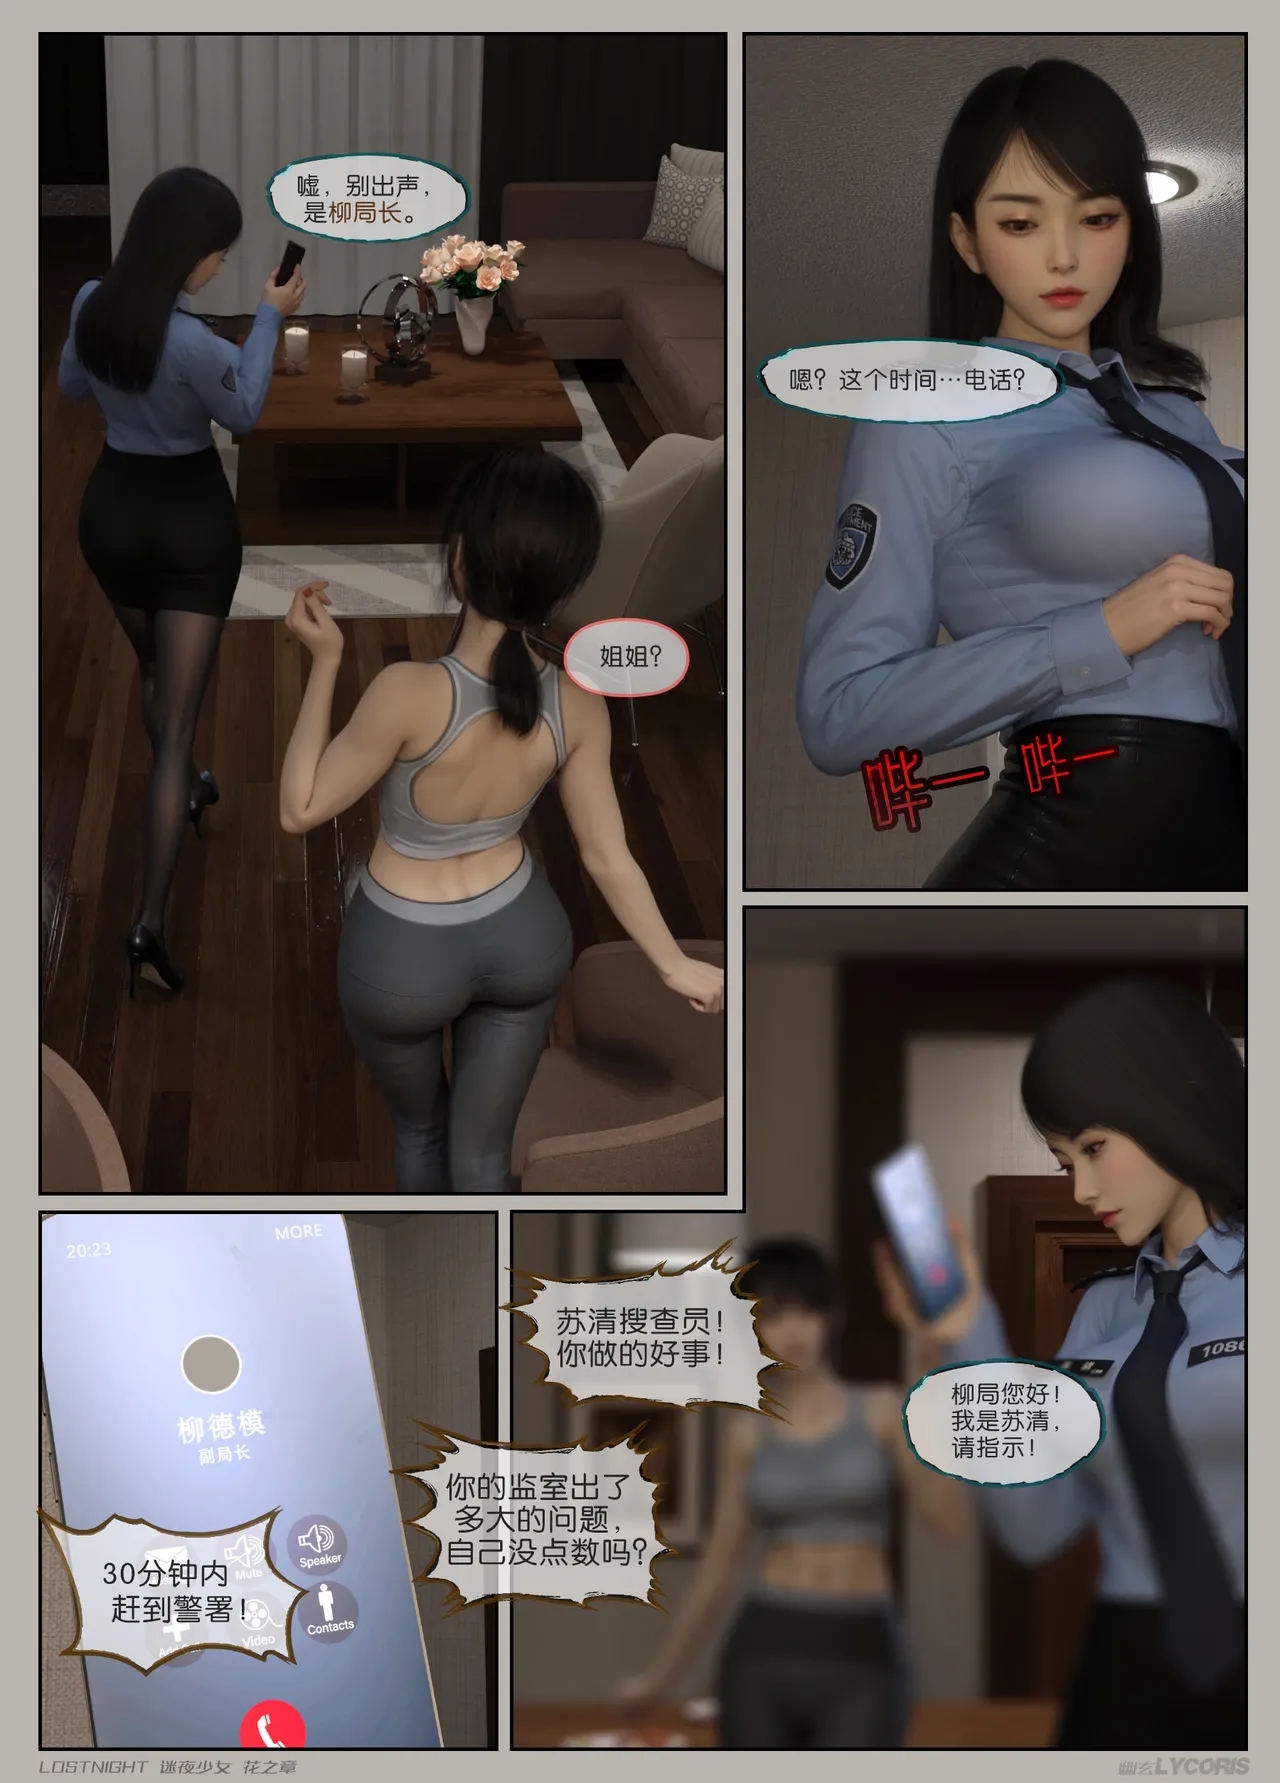 嘘，别出声，
是柳局长。
姐姐？
嗯？这个时间…电话？
POLICE
哔一 哔一
20:23
MORE
柳德模
副局长
Mute
Speaker
Video
Contacts
30分钟内
赶到警署！
苏清搜查员！
你做的好事！
你的监室出了
多大的问题，
自己没点数吗？
柳局您好！
我是苏清，
请指示！
1086
LOSTNIGHT 迷夜少女 花之章
幽玄LYCORIS